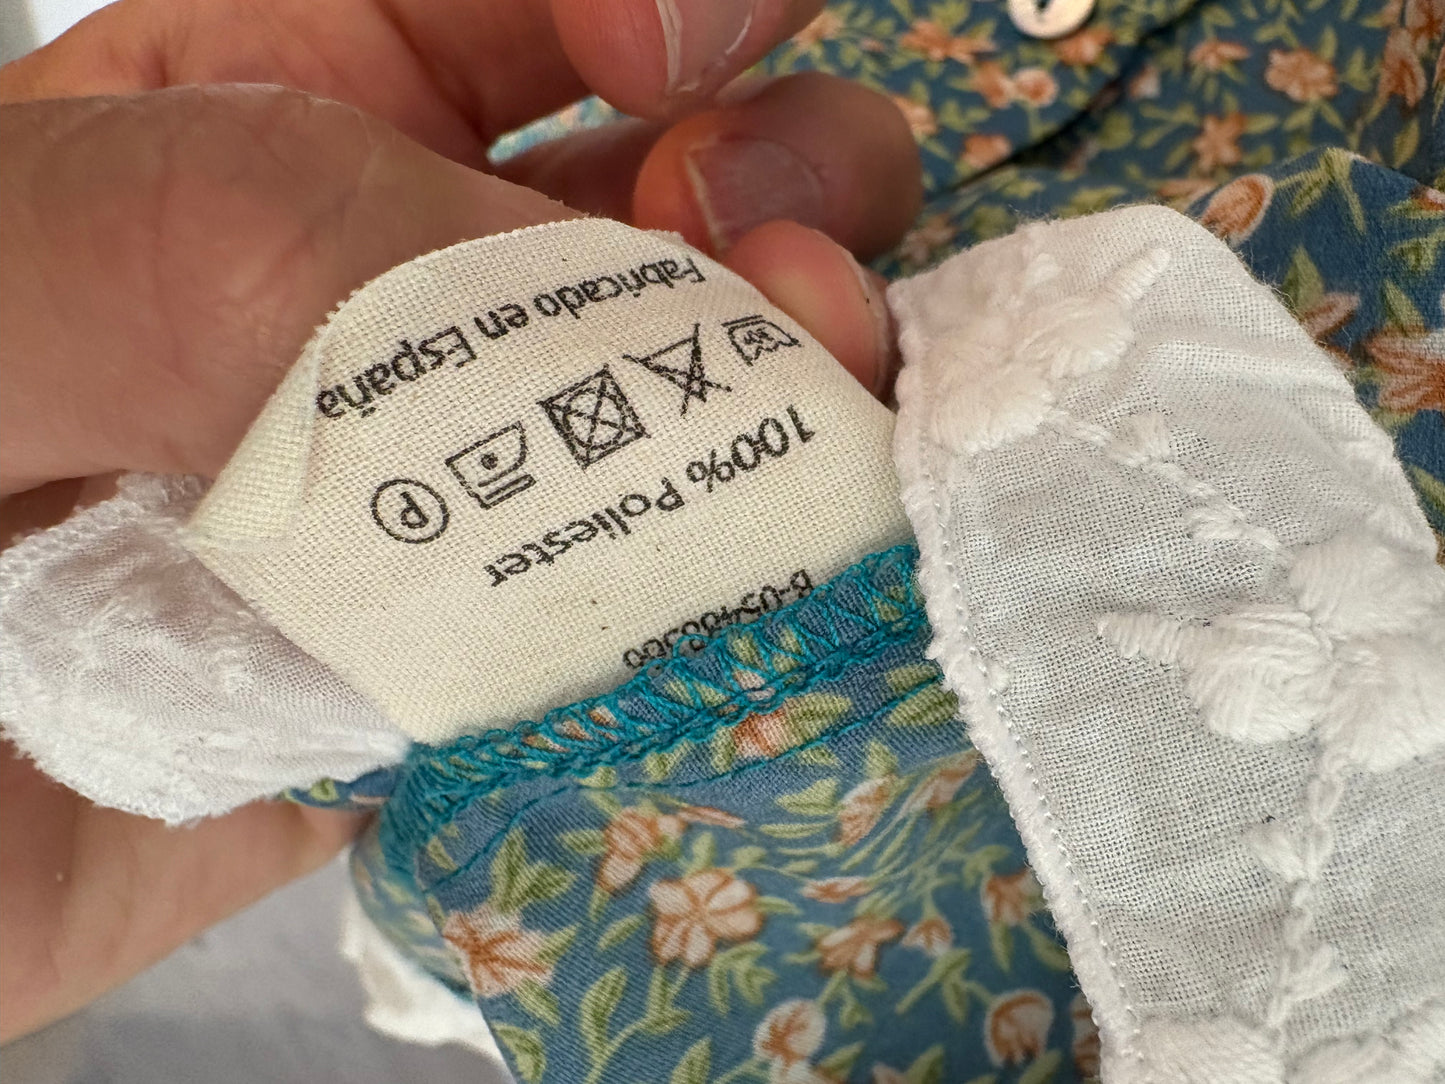 100% Poliester
P
Fabricado en España